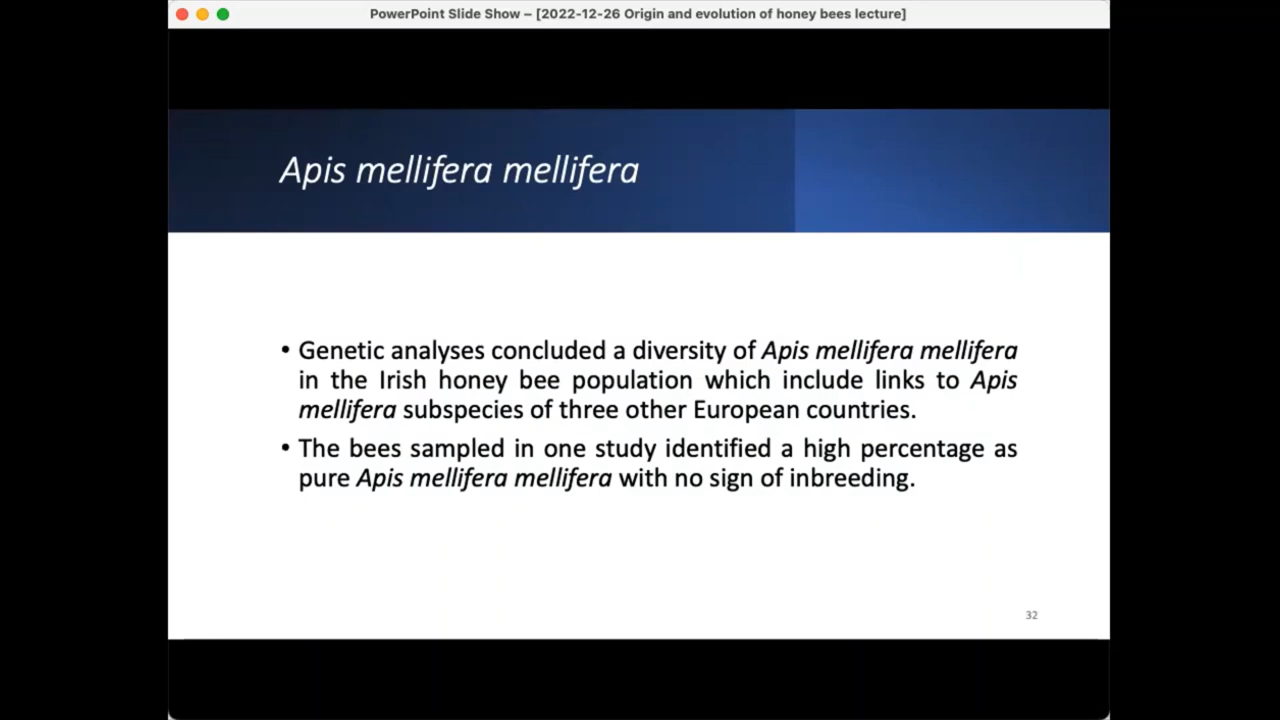 PowerPoint Slide Show – [2022-12-26 Origin and evolution of honey bees lecture]
Apis mellifera mellifera
• Genetic analyses concluded a diversity of Apis mellifera mellifera
in the Irish honey bee population which include links to Apis
mellifera subspecies of three other European countries.
• The bees sampled in one study identified a high percentage as
pure Apis mellifera mellifera with no sign of inbreeding.
32